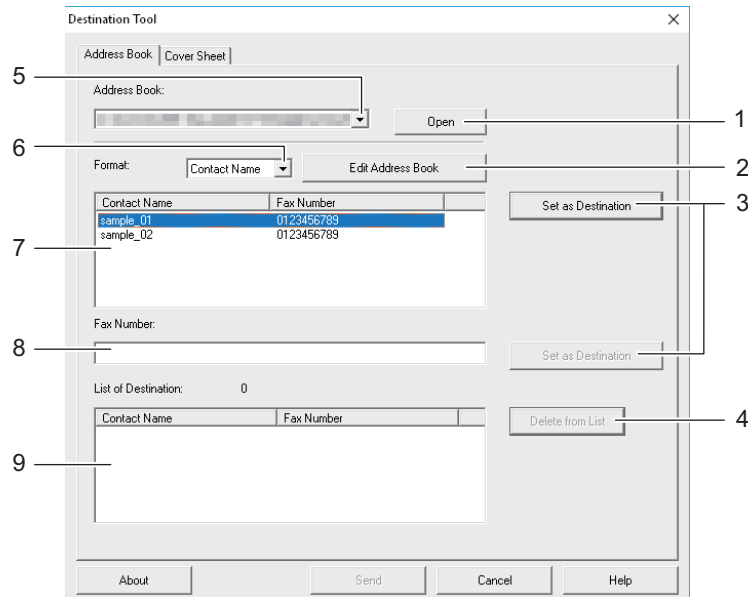 Destination Tool
Address Book Cover Sheet
5
Address Book:
Open 1
6
Format: Contact Name Edit Address Book 2
Contact Name Fax Number
sample_01 0123456789 Set as Destination 3
sample_02 0123456789
7
Fax Number:
8 Set as Destination
List of Destination: 0
Contact Name Fax Number Delete from List 4
9
About Send Cancel Help